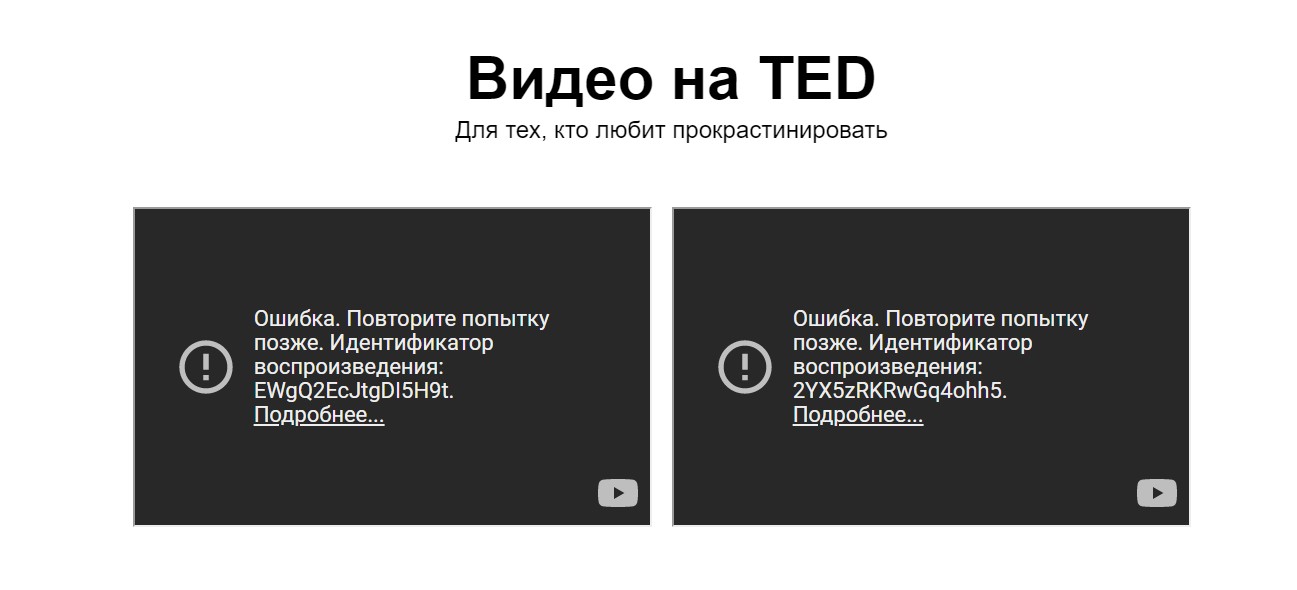 Видео на TED
Для тех, кто любит прокрастинировать
Ошибка. Повторите попытку
позже. Идентификатор
воспроизведения:
EWgQ2EcJtgDI5H9t.
Подробнее...
Ошибка. Повторите попытку
позже. Идентификатор
воспроизведения:
2YX5zRKRwGq4ohh5.
Подробнее...